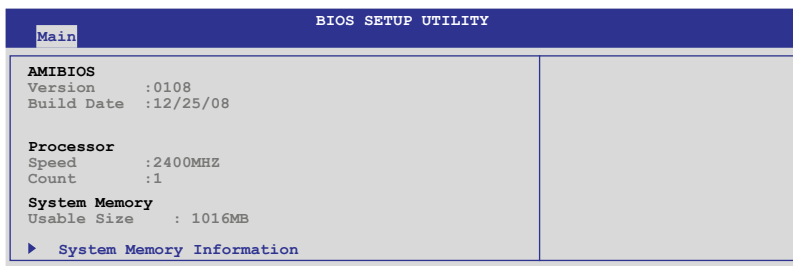 BIOS SETUP UTILITY
Main
AMIBIOS
Version :0108
Build Date :12/25/08
Processor
Speed :2400MHZ
Count :1
System Memory
Usable Size : 1016MB
System Memory Information